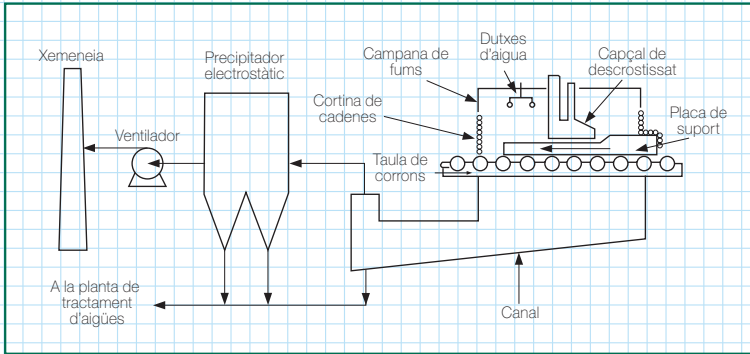 Xemeneia
Precipitador
electrostàtic
Ventilador
Campana de
fums
Dutxes
d'aigua
Capçal de
descrostissat
Cortina de
cadenes
Placa de
suport
Taula de
corrons
A la planta de
tractament
d'aigües
Canal